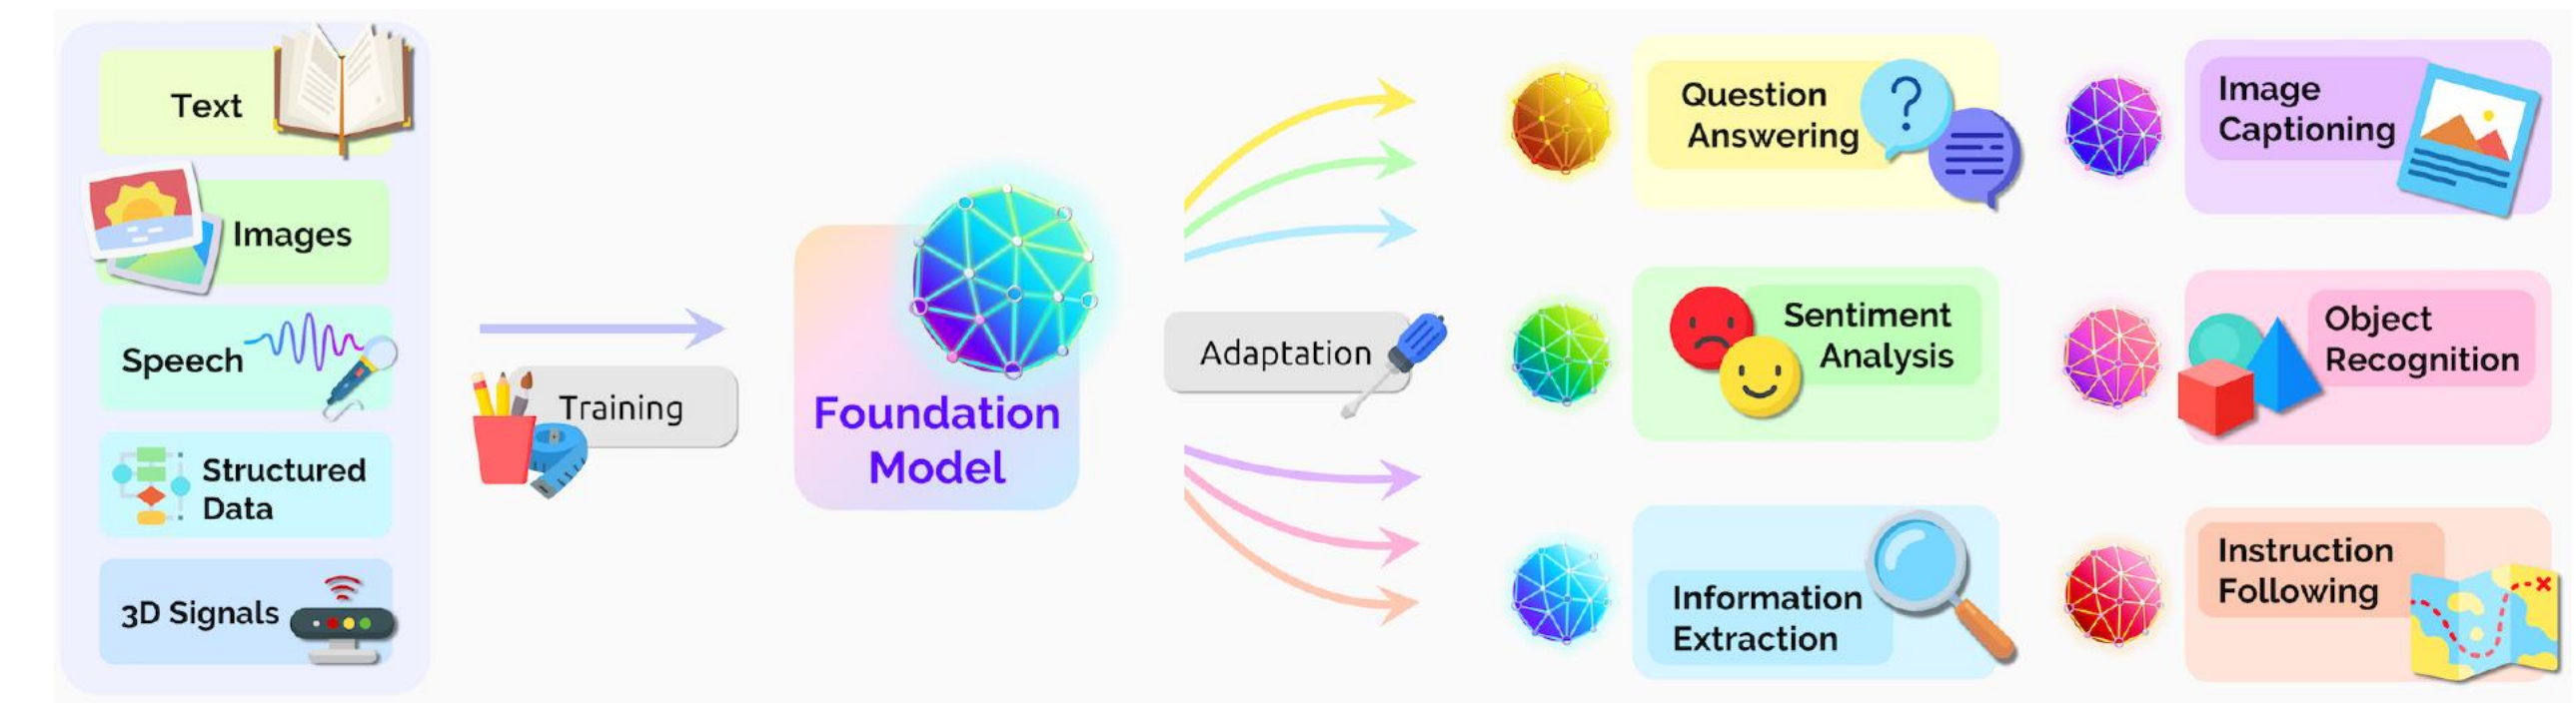 Text
Images
Speech
Structured
Data
3D Signals
Training
Foundation
Model
Adaptation
Question
Answering
Image
Captioning
Sentiment
Analysis
Object
Recognition
Information
Extraction
Instruction
Following